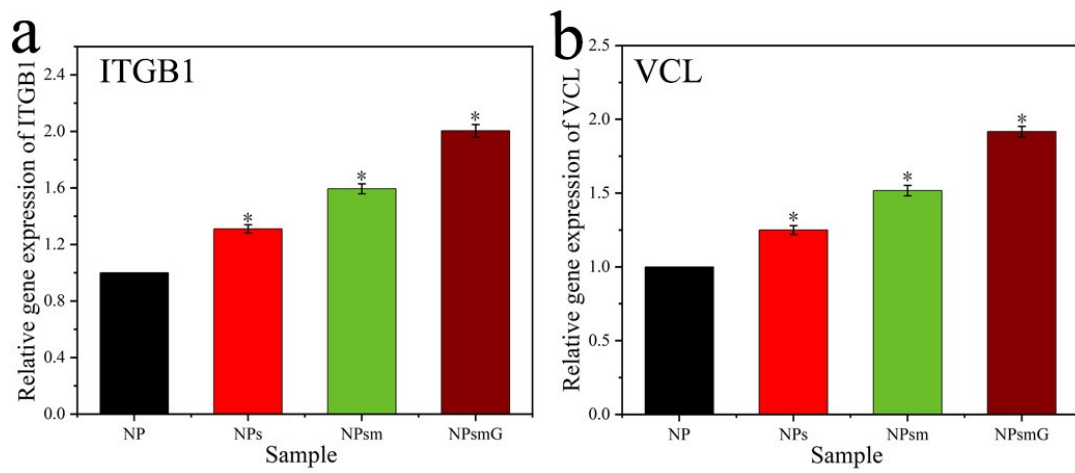 a
ITGB1
Relative gene expression of ITGB1
2.4
2.0
1.6
1.2
0.8
0.4
0.0
*
*
*
NP
NPs
NPsm
NPsmG
Sample
b
VCL
Relative gene expression of VCL
2.5
2.0
1.5
1.0
0.5
0.0
*
*
*
NP
NPs
NPsm
NPsmG
Sample